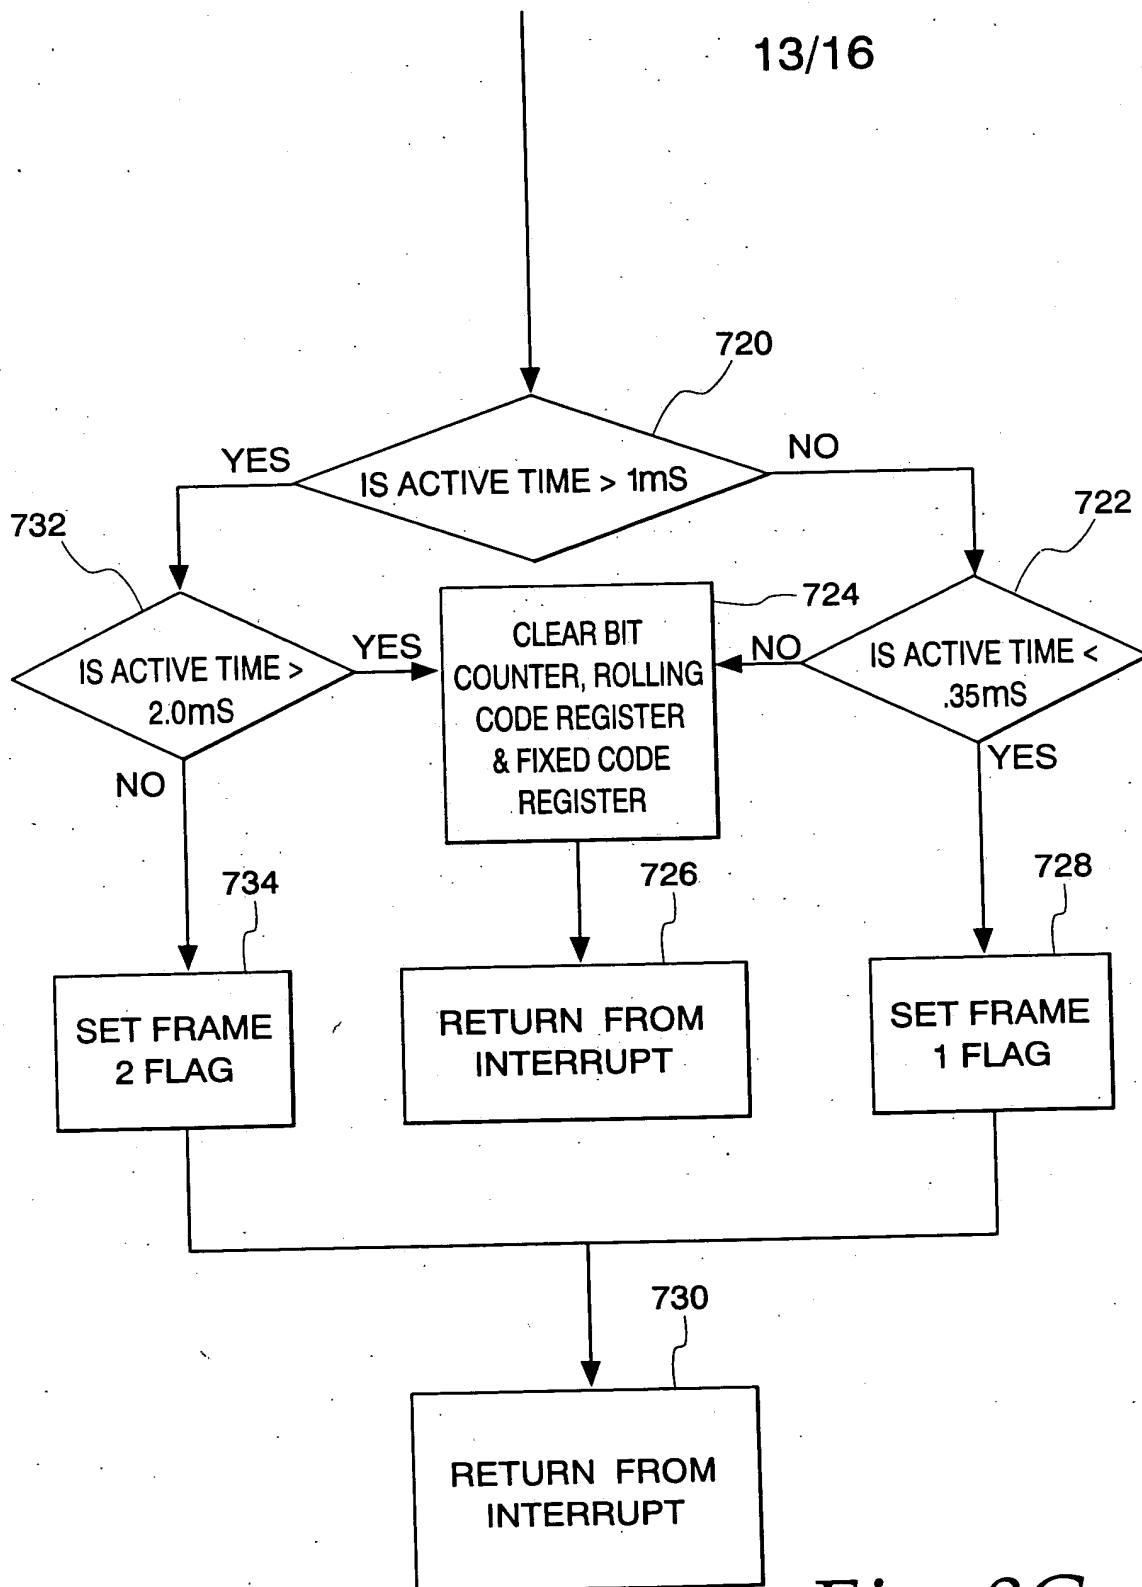 13/16
720
YES
NO
IS ACTIVE TIME > 1mS
732
722
724
IS ACTIVE TIME >
2.0mS
YES
CLEAR BIT
COUNTER, ROLLING
CODE REGISTER
& FIXED CODE
REGISTER
NO
IS ACTIVE TIME <
.35mS
NO
YES
734
726
728
SET FRAME
2 FLAG
RETURN FROM
INTERRUPT
SET FRAME
1 FLAG
730
RETURN FROM
INTERRUPT